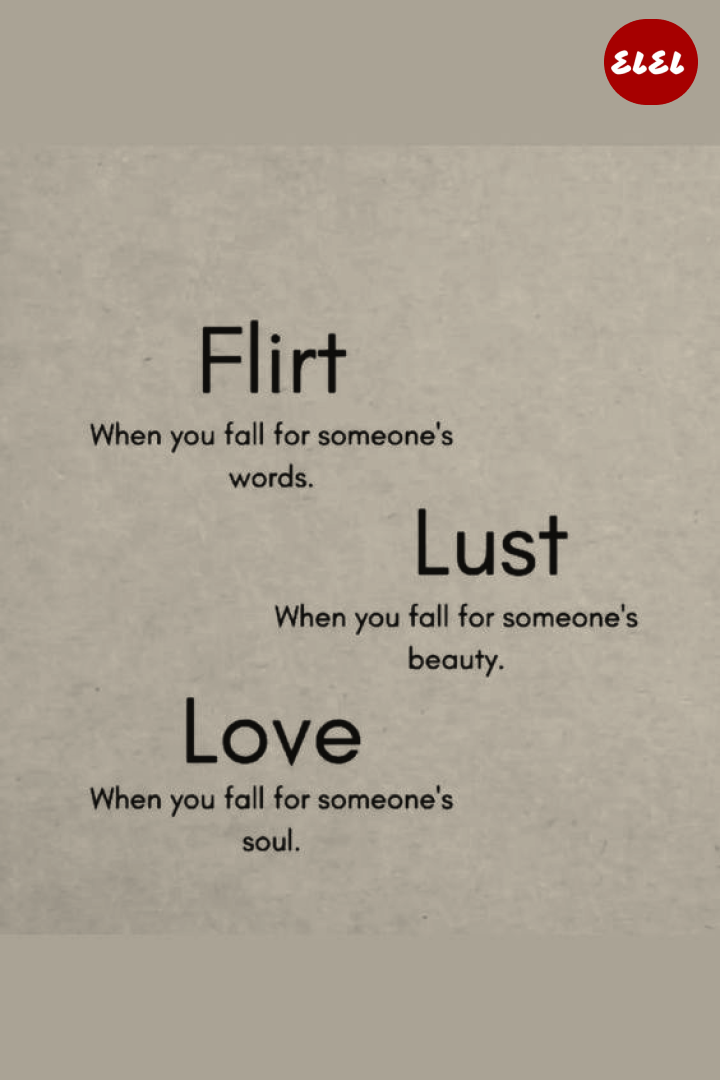 ELEL
Flirt
When you fall for someone's
words.
Lust
When you fall for someone's
beauty.
Love
When you fall for someone's
soul.